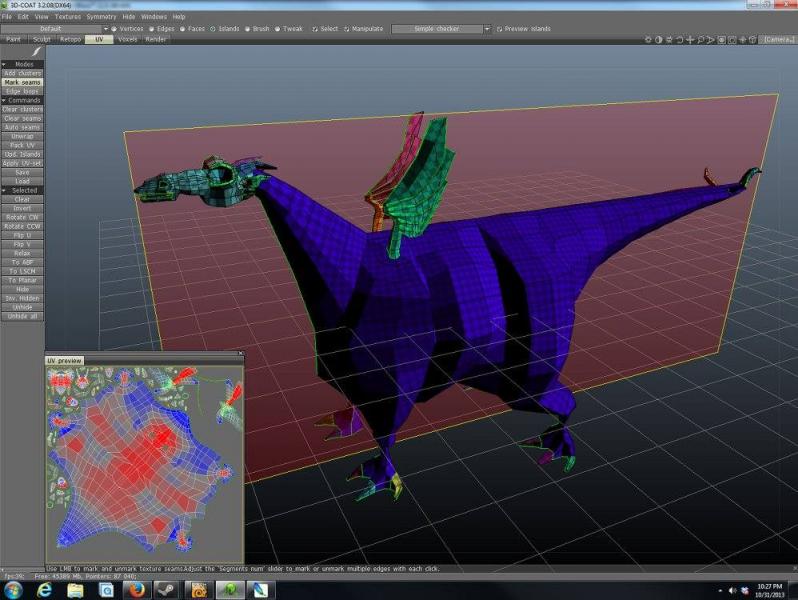 3D-COAT 3.2.08(DX64)
File Edit View Textures Symmetry Hide Windows Help
Default Vertices Edges Faces Islands Brush Tweak Select Manipulate Simple checker Preview islands
Paint Sculpt Retopo UV Voxels Render
[Camera]
Modes
Add clusters
Mark seams
Edge loops
Commands
Clear clusters
Clear seams
Auto seams
Unwrap
Pack UV
Upd. Islands
Apply UV-set
Save
Load
Selected
Clear
Invert
Rotate CW
Rotate CCW
Flip U
Flip V
Relax
To ABF
To LSCM
To Planar
Hide
Inv. Hidden
Unhide
Unhide all
UV preview
Use LMB to mark and unmark texture seams.Adjust the 'Segments num' slider to mark or unmark multiple edges with each click.
fps:39; Free: 45389 Mb, Pointers: 87 040;
10:27 PM
10/31/2013